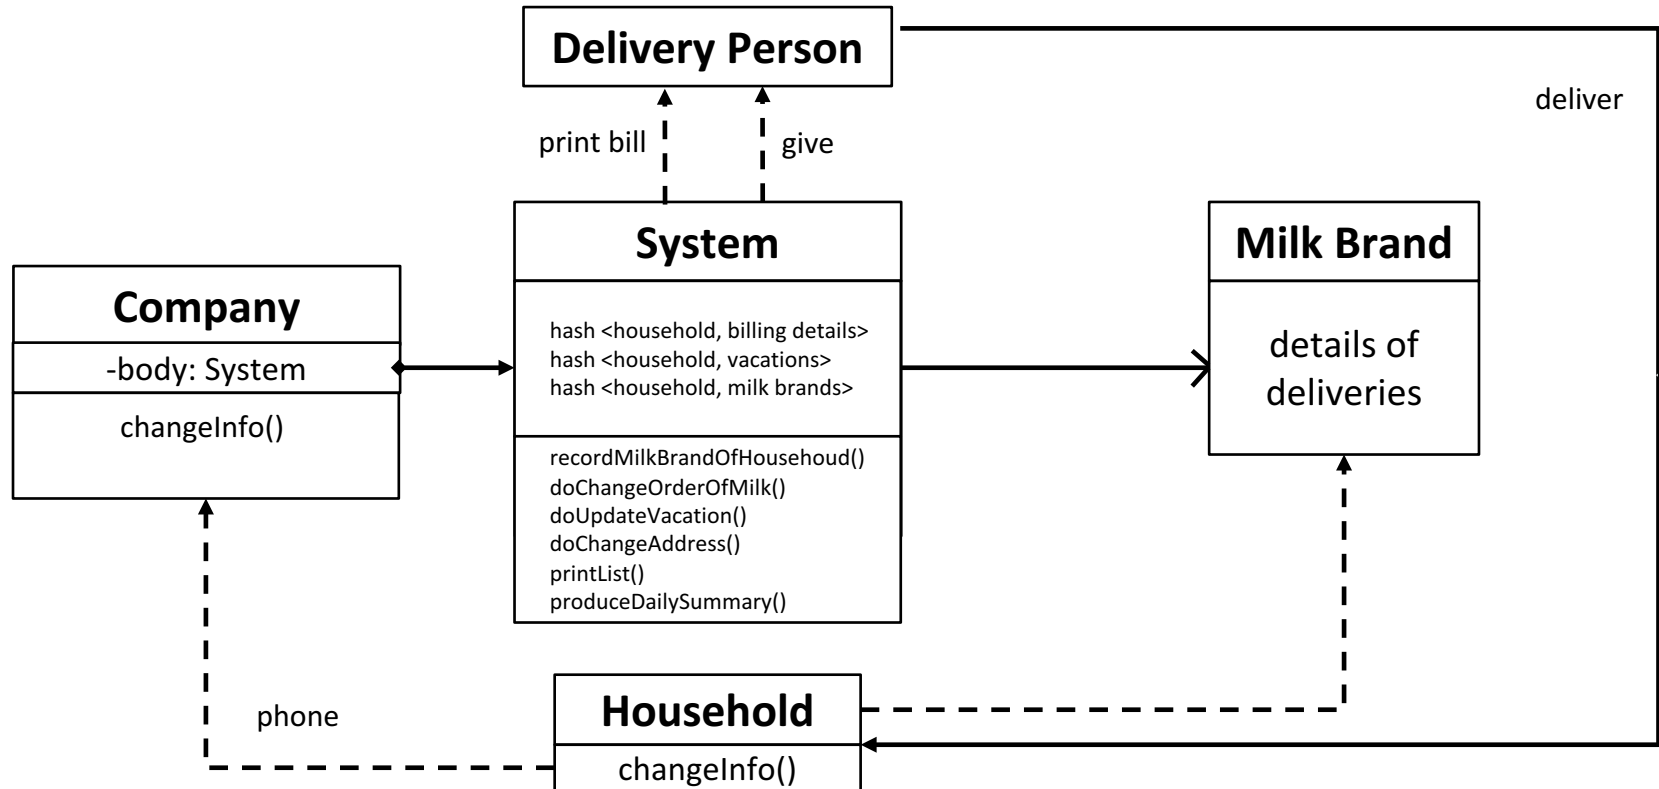 Delivery Person
deliver
print bill
give
System
hash <household, billing details>
hash <household, vacations>
hash <household, milk brands>
recordMilkBrandOfHousehoud()
doChangeOrderOfMilk()
doUpdateVacation()
doChangeAddress()
printList()
produceDailySummary()
Milk Brand
details of
deliveries
Company
-body: System
changeInfo()
phone
Household
changeInfo()